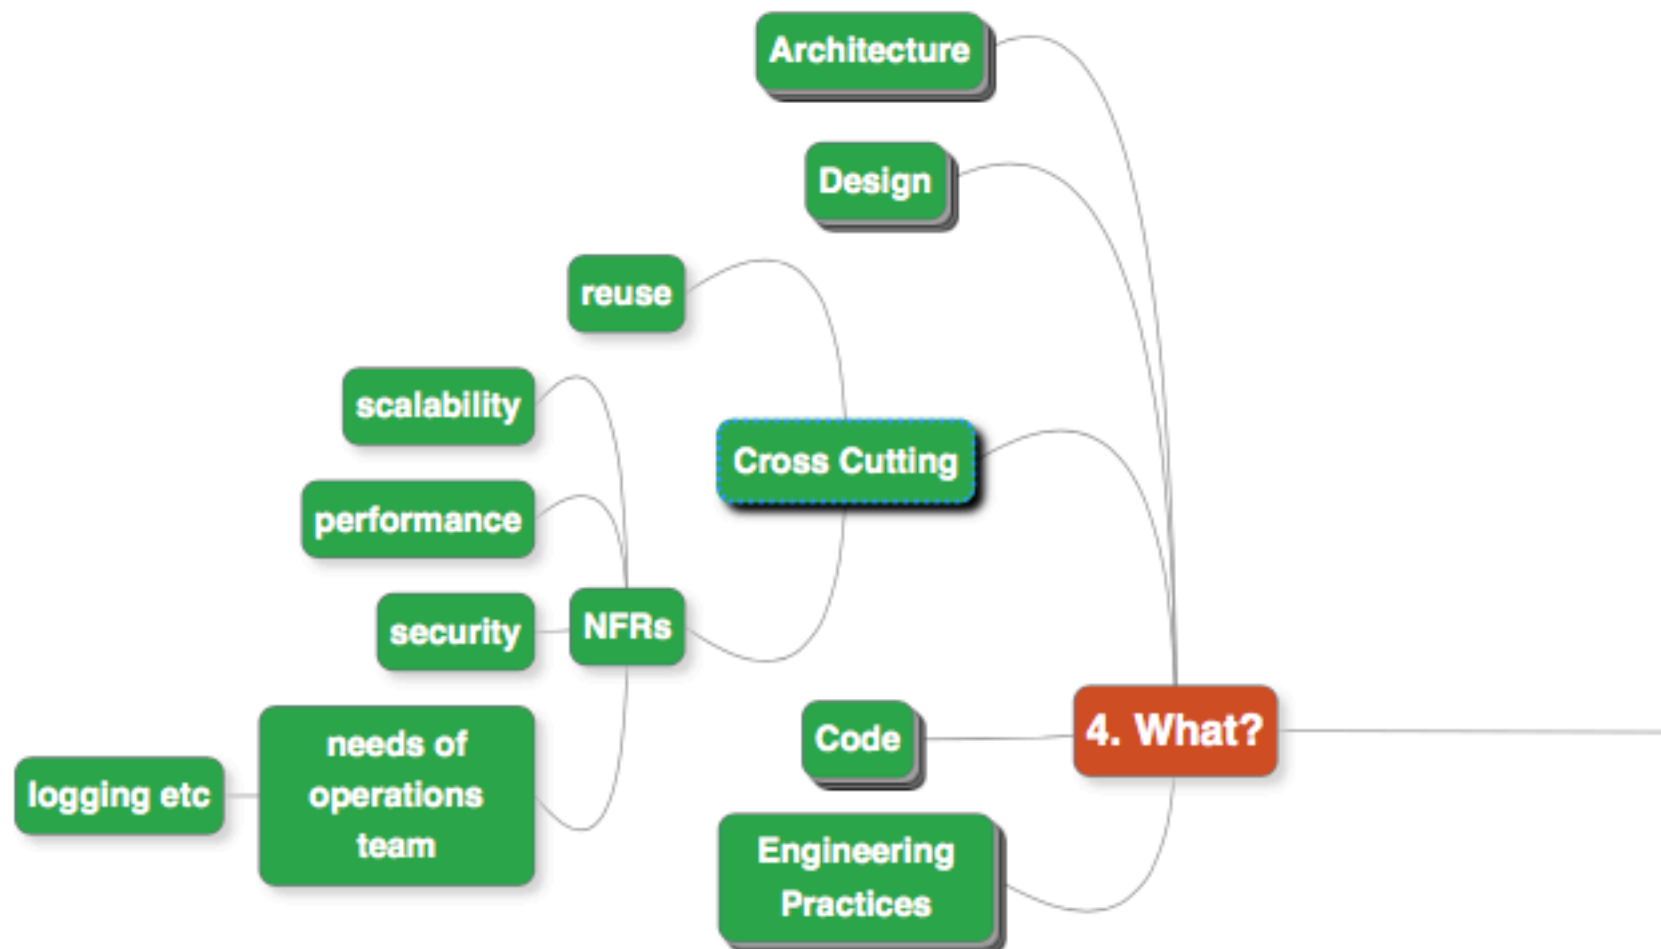 Architecture
Design
reuse
scalability
Cross Cutting
performance
security
NFRs
needs of
operations
team
logging etc
Code
4. What?
Engineering
Practices